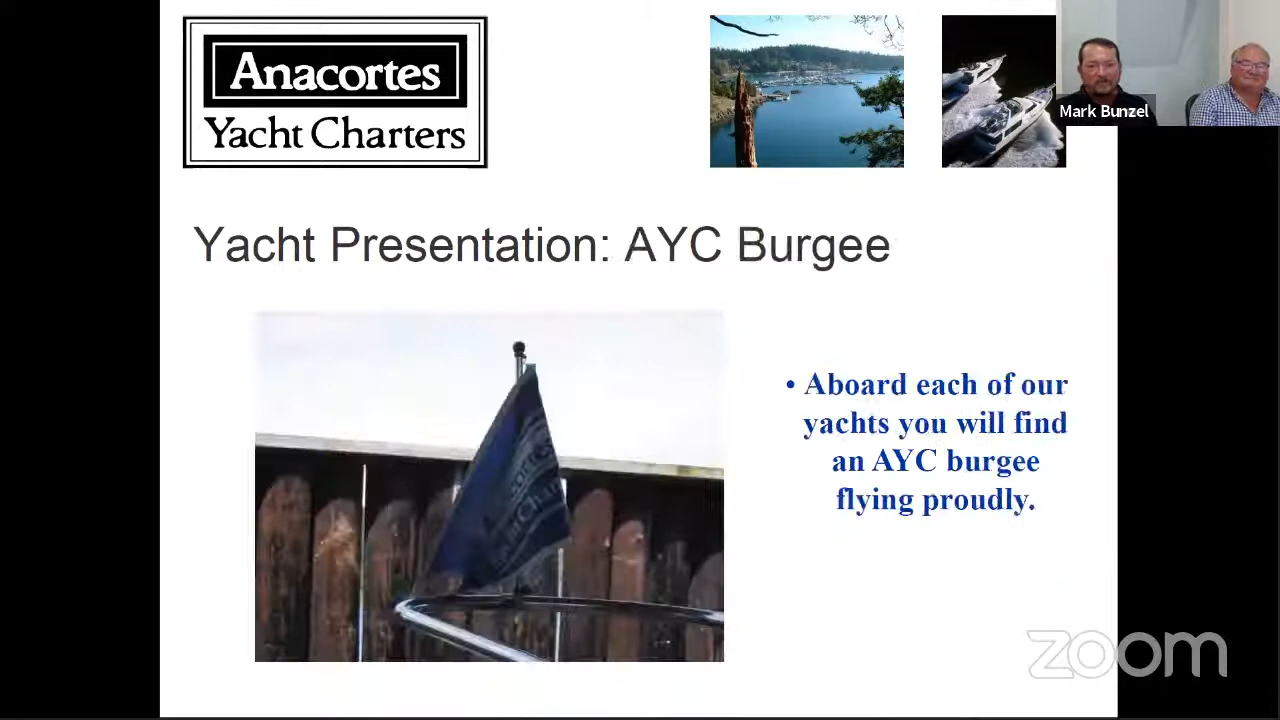 Anacortes
Yacht Charters
Mark Bunzel
Yacht Presentation: AYC Burgee
• Aboard each of our
yachts you will find
an AYC burgee
flying proudly.
zoom